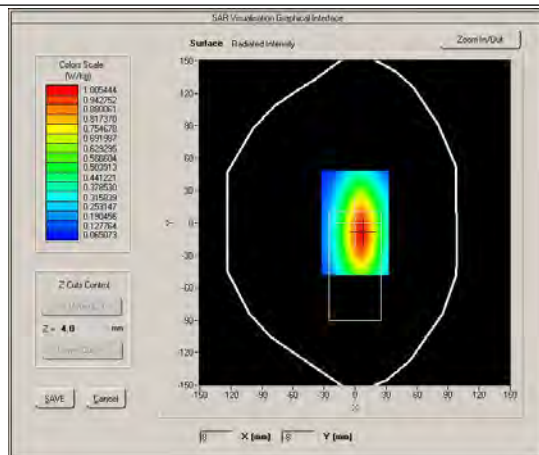 SAR Visualisation Graphical Interface
Surface Radiated Intensity
Zoom In/Out
Colors Scale
(W/kg)
1.005444
0.942752
0.880061
0.817370
0.754678
0.691987
0.629295
0.566604
0.503913
0.441221
0.378530
0.315839
0.253147
0.190456
0.127764
0.065073
150
120
90
60
30
0
-30
-60
-90
-120
-150
Y
-150 -120 -90 -60 -30 0 30 60 90 120 150
X
Z Cuts Control
Z = 4.0 mm
SAVE
Cancel
X (mm)
-8 Y (mm)